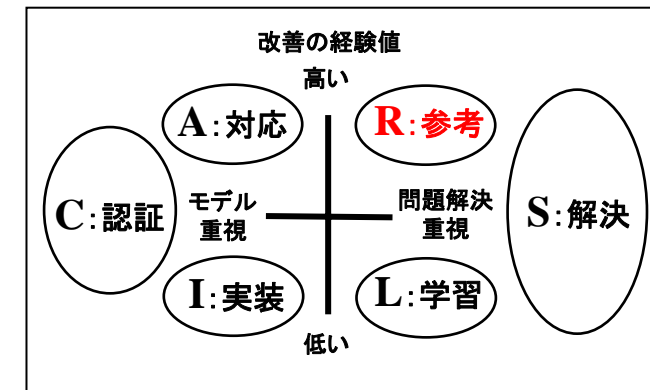 改善の経験値
高い
A:対応
R:参考
C:認証
モデル
重視
問題解決
重視
S:解決
I:実装
L:学習
低い